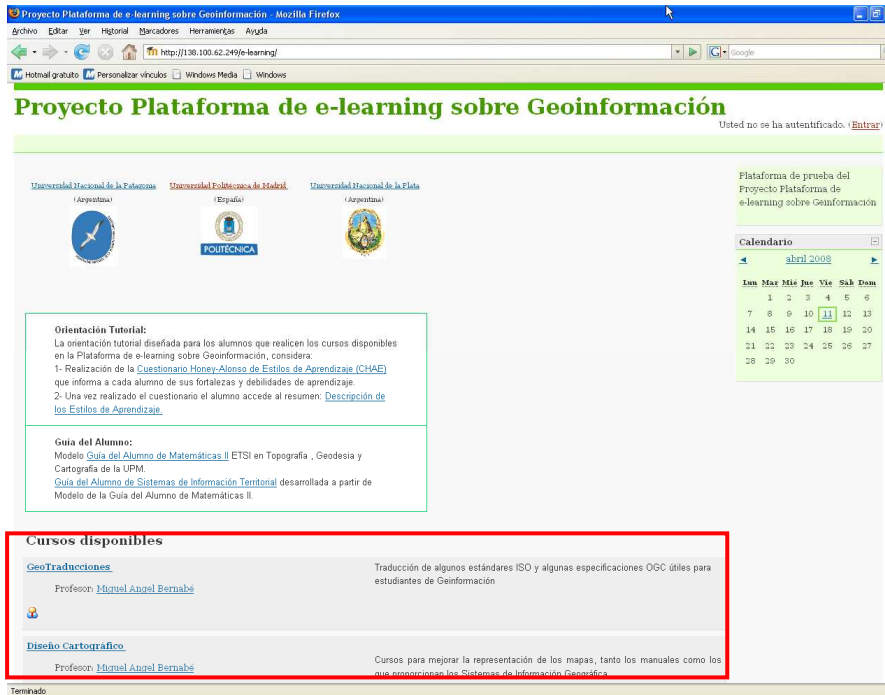 Proyecto Plataforma de e-learning sobre Geoinformación - Mozilla Firefox
Archivo Editar Ver Historial Marcadores Herramientas Ayuda
http://138.100.62.249/e-learning/
Google
Hotmail gratuito Personalizar vínculos Windows Media Windows
Proyecto Plataforma de e-learning sobre Geoinformación
Usted no se ha autentificado. (Entrar)
Universidad Nacional de la Patagonia Universidad Politécnica de Madrid Universidad Nacional de la Plata
(Argentina) (España) (Argentina)
POLITÉCNICA
Orientación Tutorial:
La orientación tutorial diseñada para los alumnos que realicen los cursos disponibles
en la Plataforma de e-learning sobre Geoinformación, considera:
1- Realización de la Cuestionario Honey-Alonso de Estilos de Aprendizaje (CHAE)
que informa a cada alumno de sus fortalezas y debilidades de aprendizaje.
2- Una vez realizado el cuestionario el alumno accede al resumen: Descripción de
los Estilos de Aprendizaje.
Guía del Alumno:
Modelo Guía del Alumno de Matemáticas II ETSI en Topografía , Geodesia y
Cartografía de la UPM.
Guía del Alumno de Sistemas de Información Territorial desarrollada a partir de
Modelo de la Guía del Alumno de Matemáticas II.
Plataforma de prueba del
Proyecto Plataforma de
e-learning sobre Geinformación
Calendario
abril 2008
Lun Mar Mié Jue Vie Sáb Dom
1 2 3 4 5 6
7 8 9 10 11 12 13
14 15 16 17 18 19 20
21 22 23 24 25 26 27
28 29 30
Cursos disponibles
GeoTraducciones
Profesor: Miguel Angel Bernabé
Traducción de algunos estándares ISO y algunas especificaciones OGC útiles para
estudiantes de Geinformación
Diseño Cartográfico
Profesor: Miguel Angel Bernabé
Cursos para mejorar la representación de los mapas, tanto los manuales como los
que proporcionan los Sistemas de Información Geográfica
Terminado